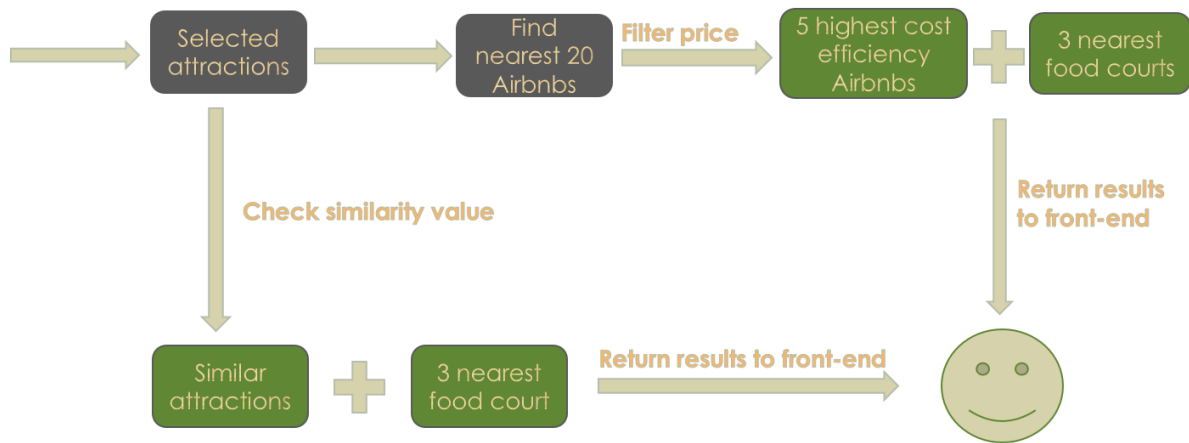 Selected
attractions
Find
nearest 20
Airbnbs
Filter price
5 highest cost
efficiency
Airbnbs
3 nearest
food courts
Check similarity value
Return results
to front-end
Similar
attractions
3 nearest
food court
Return results to front-end